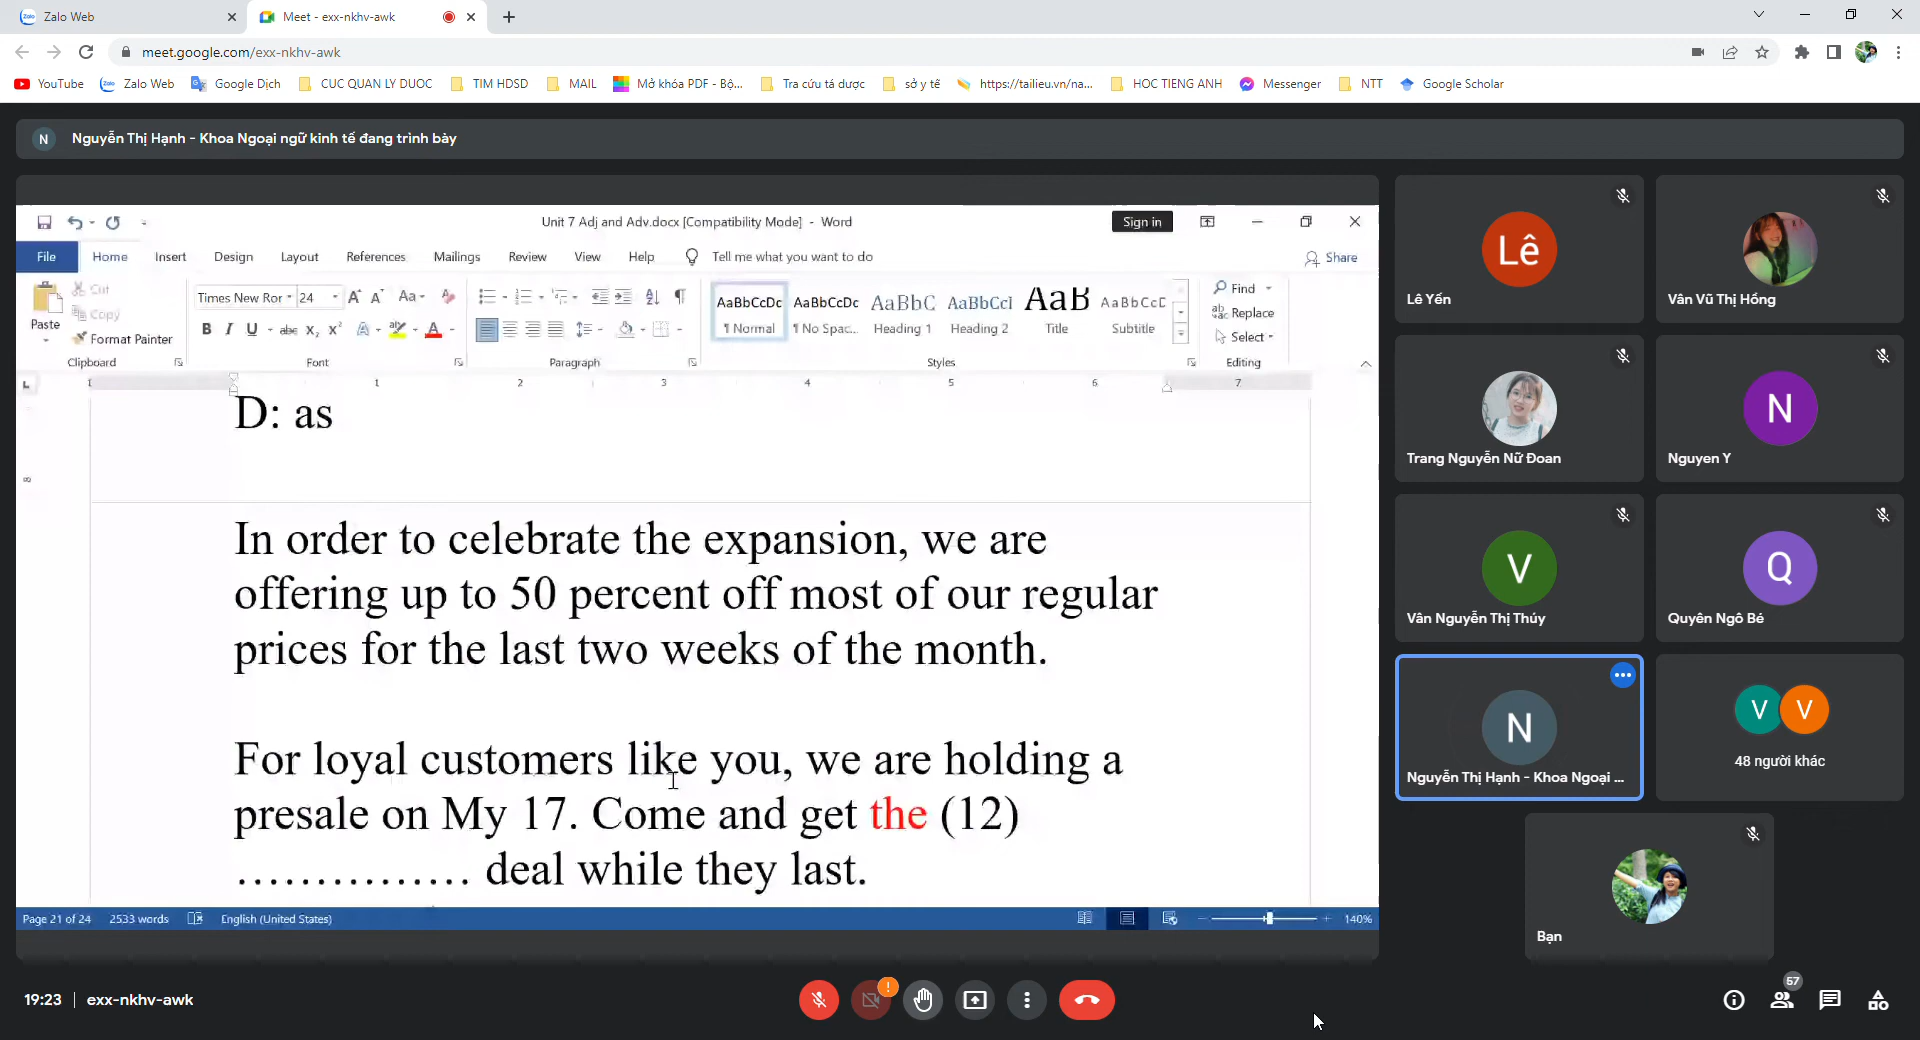 Zalo Web
Meet - exx-nkhv-awk
meet.google.com/exx-nkhv-awk
YouTube
Zalo Web
Google Dịch
CUC QUAN LY DUOC
TIM HDSD
MAIL
Mở khóa PDF - Bộ...
Tra cứu tá dược
sở y tế
https://tailieu.vn/na...
HOC TIENG ANH
Messenger
NTT
Google Scholar
N
Nguyễn Thị Hạnh - Khoa Ngoại ngữ kinh tế đang trình bày
Unit 7 Adj and Adv.docx [Compatibility Mode] - Word
Sign in
File
Home
Insert
Design
Layout
References
Mailings
Review
View
Help
Tell me what you want to do
Share
Paste
Cut
Copy
Format Painter
Clipboard
Times New Ror
24
Font
Paragraph
AaBbCcDc
¶ Normal
AaBbCcDc
¶ No Spac...
AaBbC
Heading 1
AaBbCcI
Heading 2
AaB
Title
AaBbCcD
Subtitle
Styles
Find
Replace
Select
Editing
1 1 2 3 4 5 6 7
D: as
In order to celebrate the expansion, we are
offering up to 50 percent off most of our regular
prices for the last two weeks of the month.
For loyal customers like you, we are holding a
presale on My 17. Come and get the (12)
…………… deal while they last.
Page 21 of 24
2533 words
English (United States)
140%
Lê
Lê Yến
Vân Vũ Thị Hồng
Trang Nguyễn Nữ Đoan
N
Nguyen Y
V
Vân Nguyễn Thị Thúy
Q
Quyên Ngô Bé
N
Nguyễn Thị Hạnh - Khoa Ngoại ...
V
V
48 người khác
Bạn
19:23 | exx-nkhv-awk
57